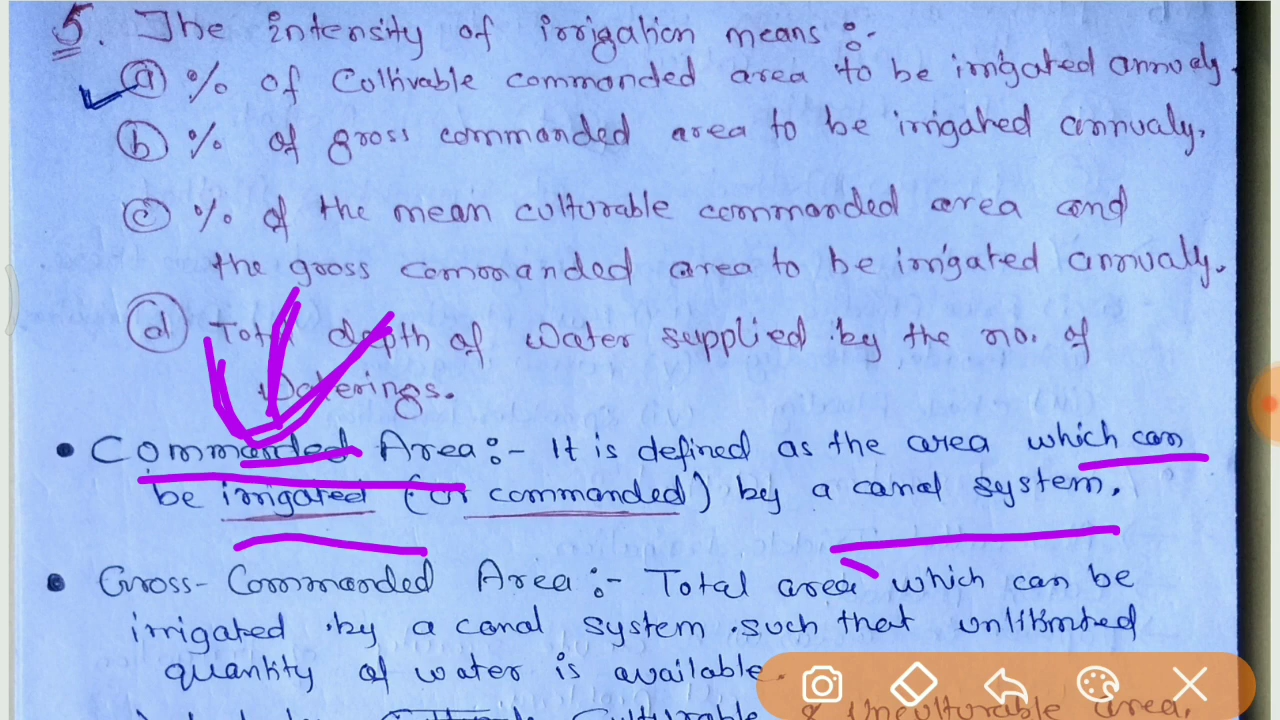 5. The intensity of irrigation means :-
(a) % of Cultivable commanded area to be irrigated annualy.
(b) % of gross commanded area to be irrigated annualy.
(c) % of the mean culturable commanded area and
the gross commanded area to be irrigated annualy.
(d) Total depth of water supplied by the no. of
waterings.
• Commanded Area :- It is defined as the area which can
be irrigated (or commanded) by a canal system.
• Gross-Commanded Area :- Total area which can be
irrigated by a canal system such that unlimited
quantity of water is available.
Culturable & Unculturable area.